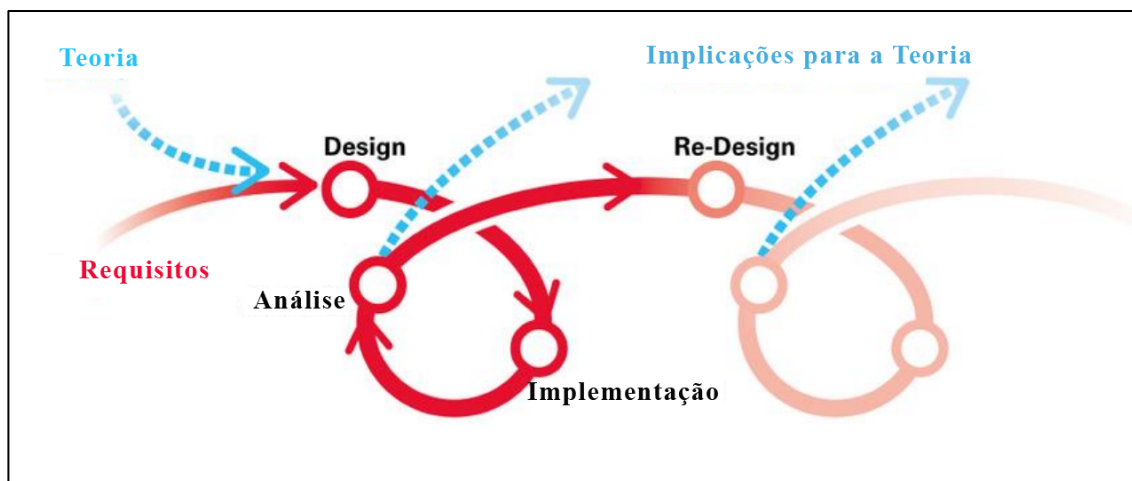 Teoria
Implicações para a Teoria
Design
Re-Design
Requisitos
Análise
Implementação